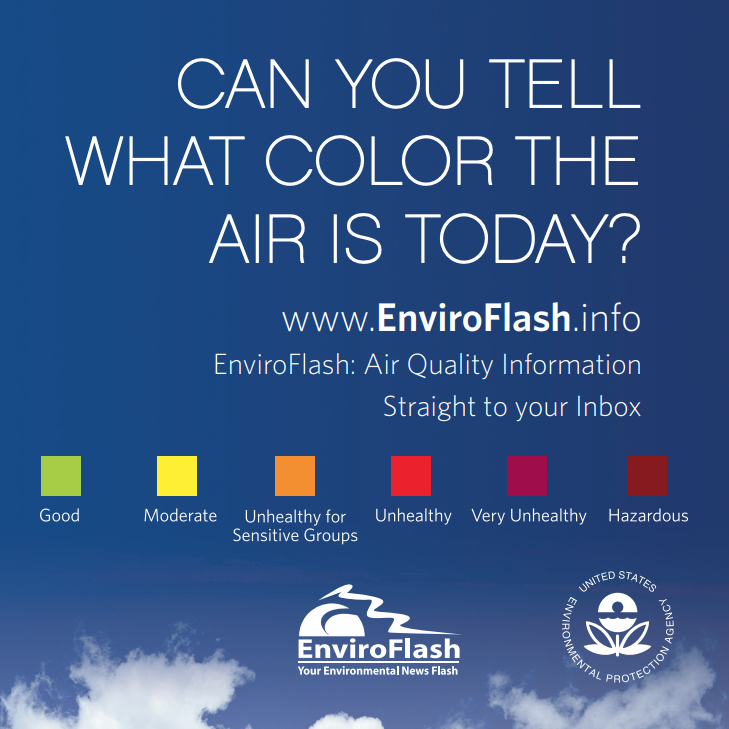 CAN YOU TELL
WHAT COLOR THE
AIR IS TODAY?
www.EnviroFlash.info
EnviroFlash: Air Quality Information
Straight to your Inbox
Good
Moderate
Unhealthy for
Sensitive Groups
Unhealthy
Very Unhealthy
Hazardous
EnviroFlash
Your Environmental News Flash
UNITED STATES
ENVIRONMENTAL PROTECTION AGENCY